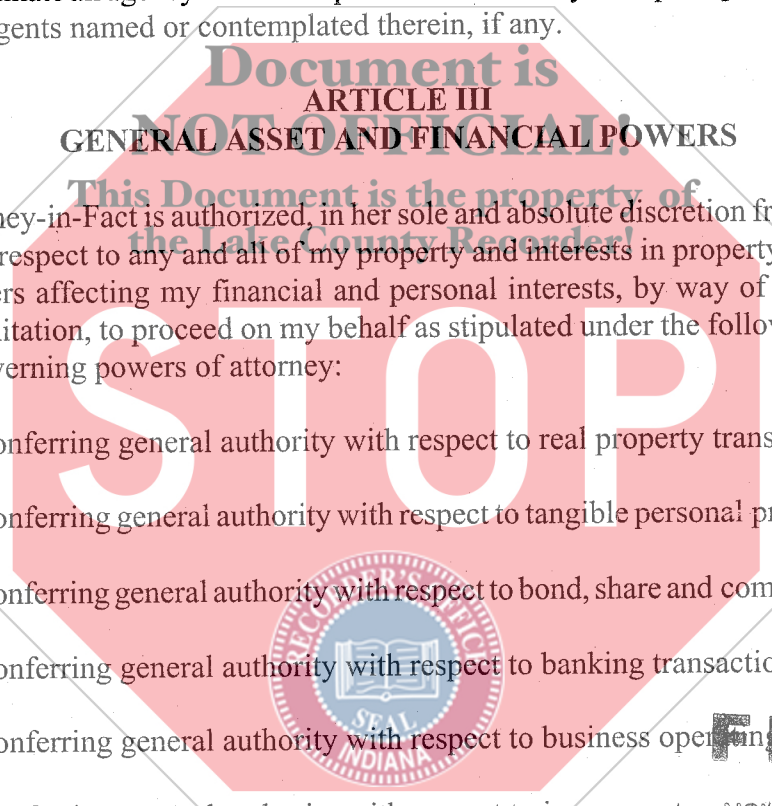 gents named or contemplated therein, if any.
Document is
ARTICLE III
NOT OFFICIAL!
GENERAL ASSET AND FINANCIAL POWERS
This Document is the property of
ney-in-Fact is authorized, in her sole and absolute discretion fr
the Lake County Recorder!
respect to any and all of my property and interests in property
ers affecting my financial and personal interests, by way of
itation, to proceed on my behalf as stipulated under the follo
verning powers of attorney:
STOP
onferring general authority with respect to real property trans
onferring general authority with respect to tangible personal pr
onferring general authority with respect to bond, share and com
RECORDER'S OFFICE
onferring general authority with respect to banking transactio
SEAL
onferring general authority with respect to business operating
INDIANA